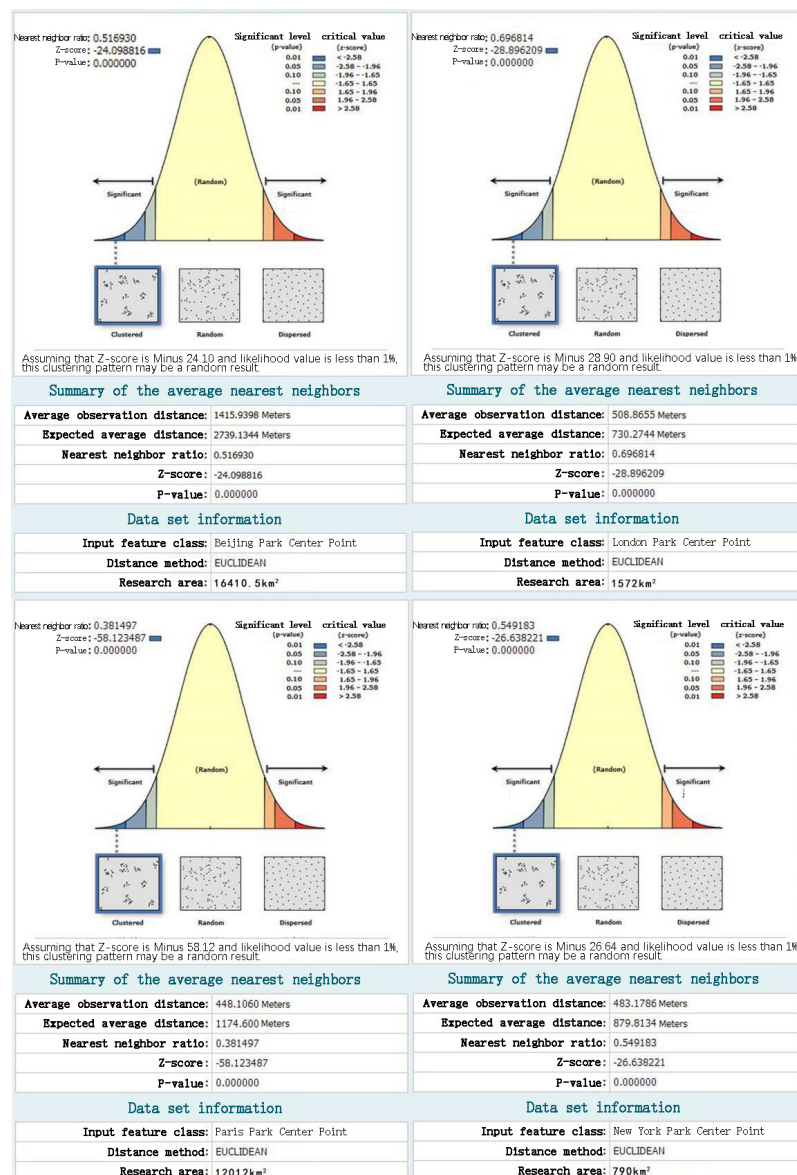 Nearest neighbor ratio: 0.516930
Z-score: -24.098816
P-value: 0.000000
Significant level critical value
(p-value) (z-score)
0.01 < -2.58
0.05 -2.58 - -1.96
0.10 -1.96 - -1.65
--- -1.65 - 1.65
0.10 1.65 - 1.96
0.05 1.96 - 2.58
0.01 > 2.58
Significant
(Random)
Significant
Clustered
Random
Dispersed
Assuming that Z-score is Minus 24.10 and likelihood value is less than 1%,
this clustering pattern may be a random result.
Summary of the average nearest neighbors
Average observation distance: 1415.9398 Meters
Expected average distance: 2739.1344 Meters
Nearest neighbor ratio: 0.516930
Z-score: -24.098816
P-value: 0.000000
Data set information
Input feature class: Beijing Park Center Point
Distance method: EUCLIDEAN
Research area: 16410.5km²
Nearest neighbor ratio: 0.696814
Z-score: -28.896209
P-value: 0.000000
Significant level critical value
(p-value) (z-score)
0.01 < -2.58
0.05 -2.58 - -1.96
0.10 -1.96 - -1.65
--- -1.65 - 1.65
0.10 1.65 - 1.96
0.05 1.96 - 2.58
0.01 > 2.58
Significant
(Random)
Significant
Clustered
Random
Dispersed
Assuming that Z-score is Minus 28.90 and likelihood value is less than 1%
this clustering pattern may be a random result.
Summary of the average nearest neighbors
Average observation distance: 508.8655 Meters
Expected average distance: 730.2744 Meters
Nearest neighbor ratio: 0.696814
Z-score: -28.896209
P-value: 0.000000
Data set information
Input feature class: London Park Center Point
Distance method: EUCLIDEAN
Research area: 1572km²
Nearest neighbor ratio: 0.381497
Z-score: -58.123487
P-value: 0.000000
Significant level critical value
(p-value) (z-score)
0.01 < -2.58
0.05 -2.58 - -1.96
0.10 -1.96 - -1.65
--- -1.65 - 1.65
0.10 1.65 - 1.96
0.05 1.96 - 2.58
0.01 > 2.58
Significant
(Random)
Significant
Clustered
Random
Dispersed
Assuming that Z-score is Minus 58.12 and likelihood value is less than 1%,
this clustering pattern may be a random result.
Summary of the average nearest neighbors
Average observation distance: 448.1060 Meters
Expected average distance: 1174.600 Meters
Nearest neighbor ratio: 0.381497
Z-score: -58.123487
P-value: 0.000000
Data set information
Input feature class: Paris Park Center Point
Distance method: EUCLIDEAN
Research area: 12012km²
Nearest neighbor ratio: 0.549183
Z-score: -26.638221
P-value: 0.000000
Significant level critical value
(p-value) (z-score)
0.01 < -2.58
0.05 -2.58 - -1.96
0.10 -1.96 - -1.65
--- -1.65 - 1.65
0.10 1.65 - 1.96
0.05 1.96 - 2.58
0.01 > 2.58
Significant
(Random)
Significant
Clustered
Random
Dispersed
Assuming that Z-score is Minus 26.64 and likelihood value is less than 1%
this clustering pattern may be a random result.
Summary of the average nearest neighbors
Average observation distance: 483.1786 Meters
Expected average distance: 879.8134 Meters
Nearest neighbor ratio: 0.549183
Z-score: -26.638221
P-value: 0.000000
Data set information
Input feature class: New York Park Center Point
Distance method: EUCLIDEAN
Research area: 790km²